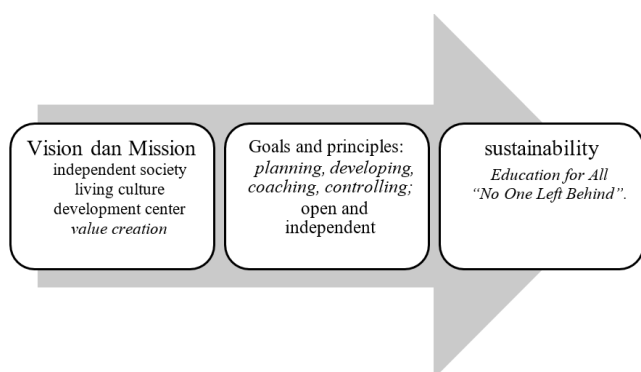 Vision dan Mission
independent society
living culture
development center
value creation
Goals and principles:
planning, developing,
coaching, controlling;
open and
independent
sustainability
Education for All
“No One Left Behind”.